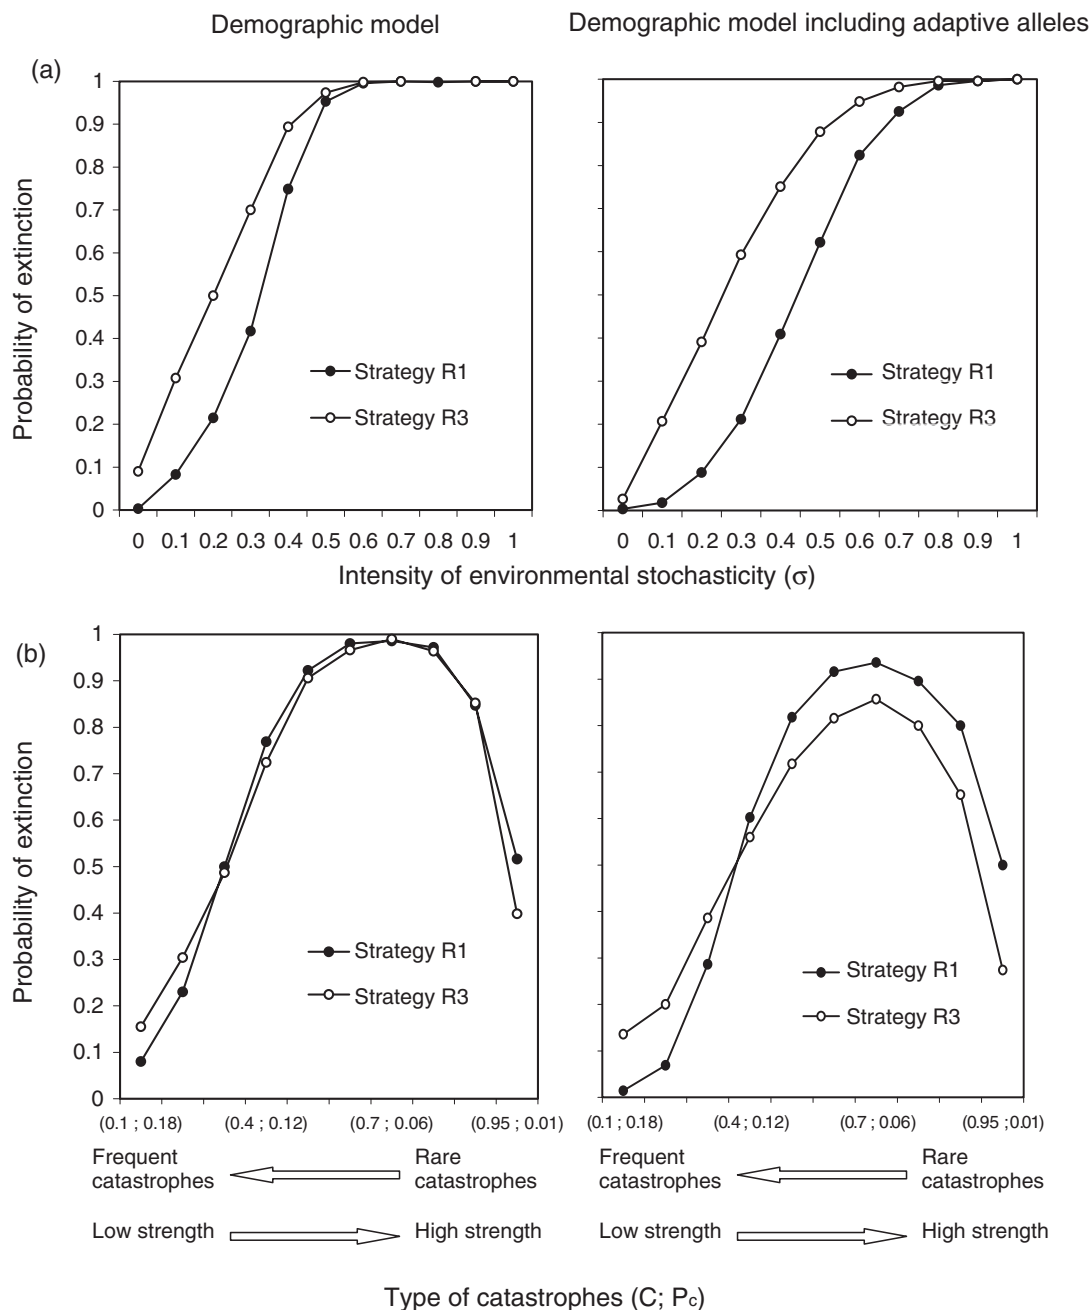 Demographic model
Demographic model including adaptive alleles
(a)
Probability of extinction
1
0.9
0.8
0.7
0.6
0.5
0.4
0.3
0.2
0.1
0
Strategy R1
Strategy R3
Strategy R1
Strategy R3
0 0.1 0.2 0.3 0.4 0.5 0.6 0.7 0.8 0.9 1
0 0.1 0.2 0.3 0.4 0.5 0.6 0.7 0.8 0.9 1
Intensity of environmental stochasticity (σ)
(b)
Probability of extinction
1
0.9
0.8
0.7
0.6
0.5
0.4
0.3
0.2
0.1
0
Strategy R1
Strategy R3
Strategy R1
Strategy R3
(0.1 ; 0.18) (0.4 ; 0.12) (0.7 ; 0.06) (0.95 ; 0.01)
(0.1 ; 0.18) (0.4 ; 0.12) (0.7 ; 0.06) (0.95 ; 0.01)
Frequent catastrophes
Rare catastrophes
Frequent catastrophes
Rare catastrophes
Low strength
High strength
Low strength
High strength
Type of catastrophes (C; Pc)